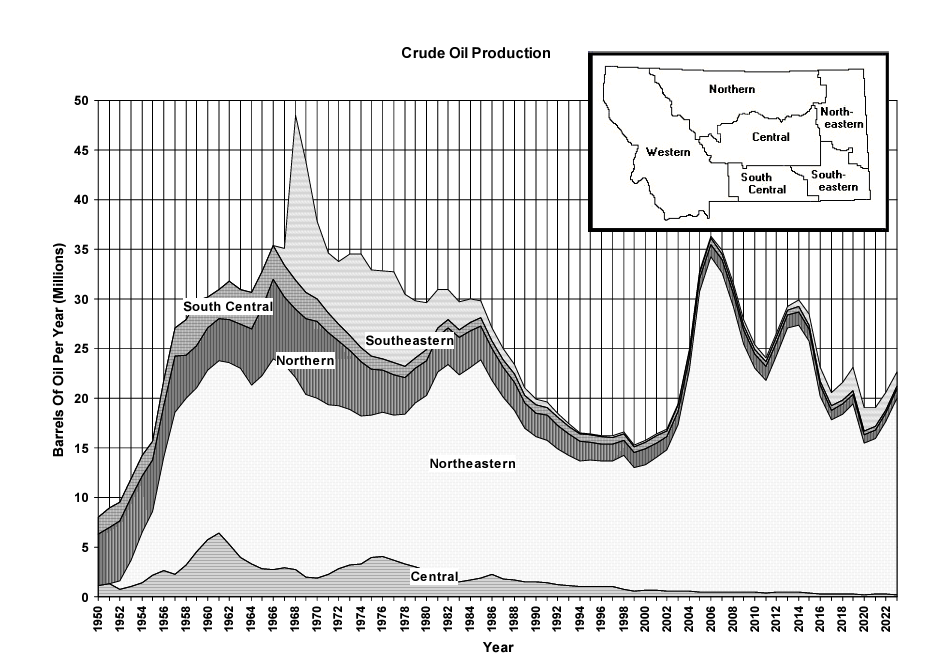 Crude Oil Production
Northern
North-
eastern
Central
Western
South
Central
South-
eastern
Barrels Of Oil Per Year (Millions)
50
45
40
35
30
25
20
15
10
5
0
South Central
Southeastern
Northern
Northeastern
Central
1950
1952
1954
1956
1958
1960
1962
1964
1966
1968
1970
1972
1974
1976
1978
1980
1982
1984
1986
1988
1990
1992
1994
1996
1998
2000
2002
2004
2006
2008
2010
2012
2014
2016
2018
2020
2022
Year